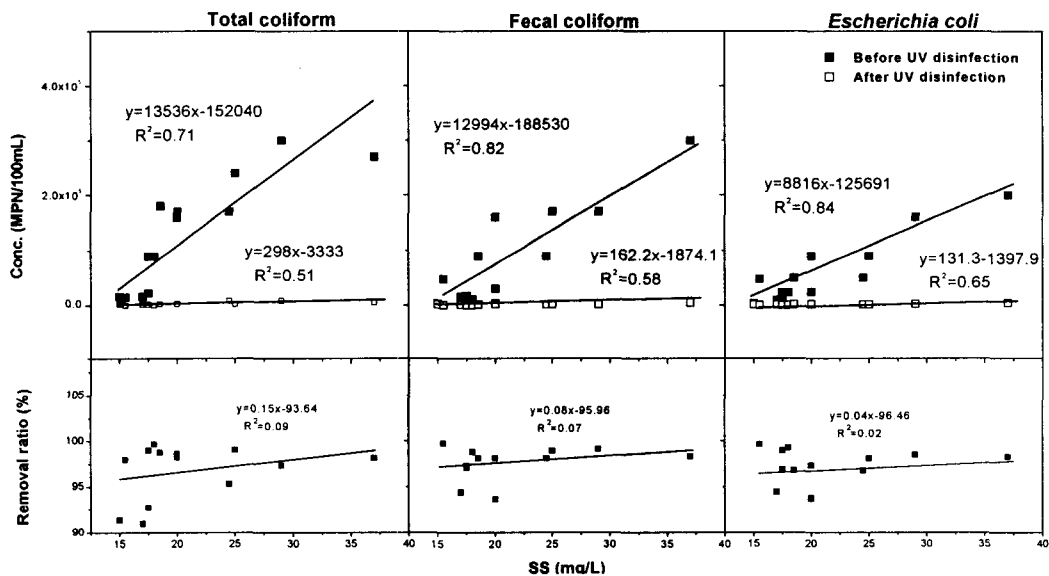 Total coliform
Fecal coliform
Escherichia coli
Conc. (MPN/100mL)
4.0x10⁵
2.0x10⁵
0.0
y=13536x-152040
R²=0.71
y=298x-3333
R²=0.51
y=12994x-188530
R²=0.82
y=162.2x-1874.1
R²=0.58
Before UV disinfection
After UV disinfection
y=8816x-125691
R²=0.84
y=131.3-1397.9
R²=0.65
Removal ratio (%)
105
100
95
90
y=0.15x-93.64
R²=0.09
y=0.08x-95.96
R²=0.07
y=0.04x-96.46
R²=0.02
15 20 25 30 35 40 15 20 25 30 35 40 15 20 25 30 35 40
SS (mg/L)